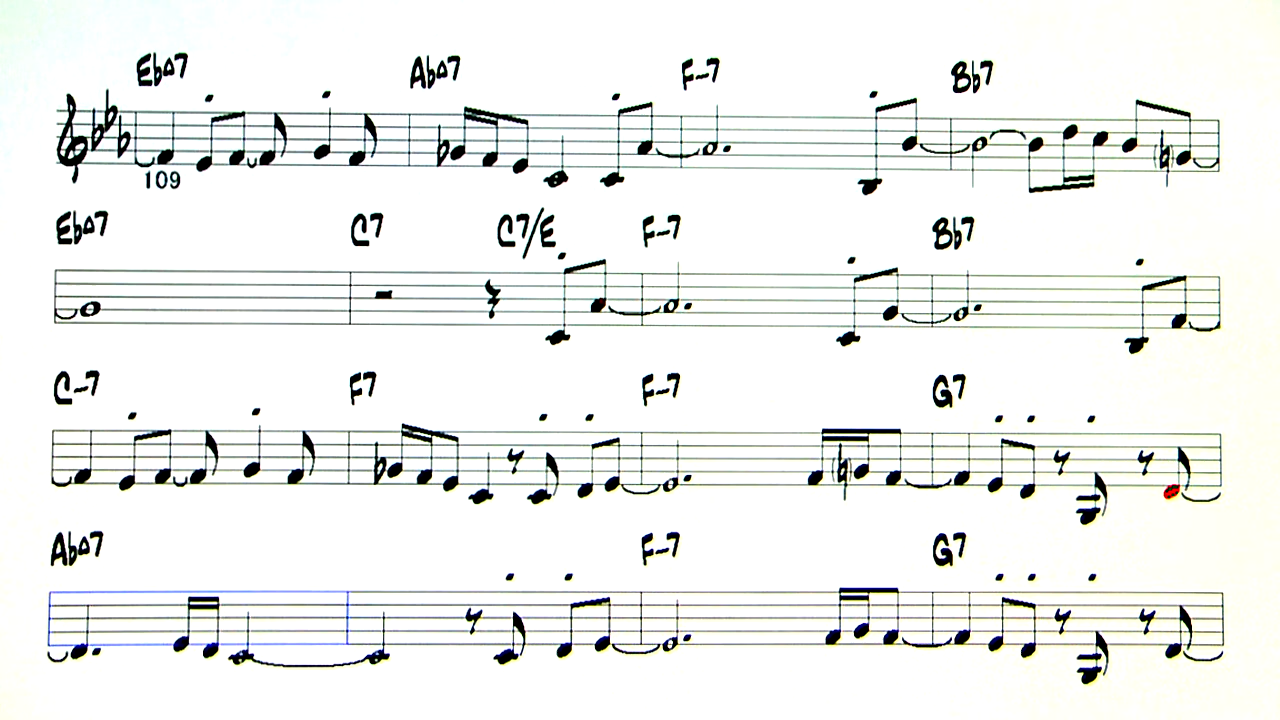 Eb△7 Ab△7 F-7 Bb7
109
Eb△7 C7 C7/E F-7 Bb7
C-7 F7 F-7 G7
Ab△7 F-7 G7